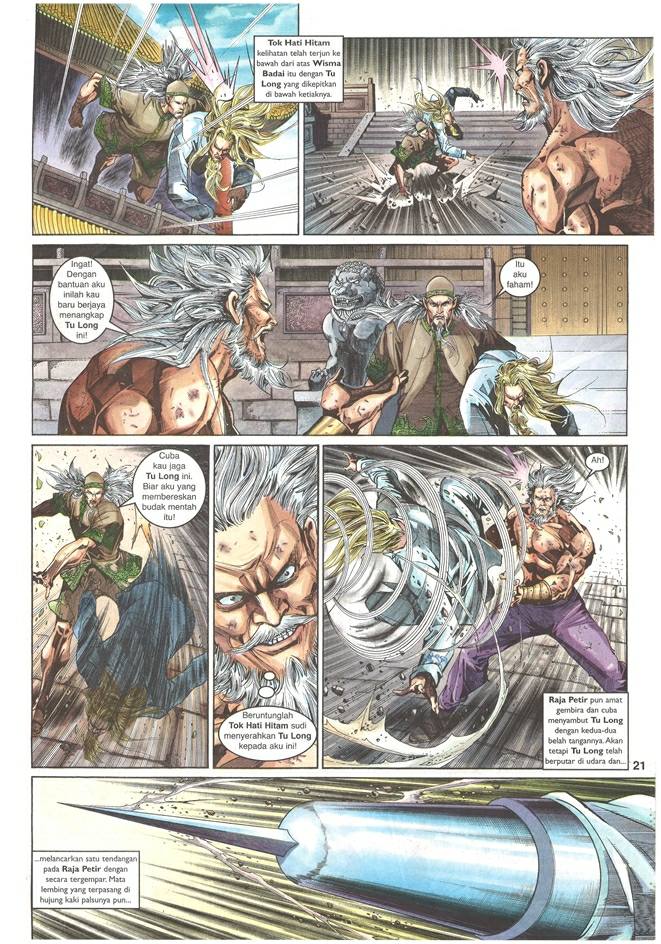 Tok Hati Hitam
kelihatan telah terjun ke
bawah dari atas Wisma
Badai itu dengan Tu
Long yang dikepitkan
di bawah ketiaknya.
Ingat!
Dengan
bantuan aku
inilah kau
baru berjaya
menangkap
Tu Long
ini!
Itu
aku
faham!
Cuba
kau jaga
Tu Long ini.
Biar aku yang
membereskan
budak mentah
itu!
Beruntunglah
Tok Hati Hitam sudi
menyerahkan Tu Long
kepada aku ini!
Ah!
Raja Petir pun amat
gembira dan cuba
menyambut Tu Long
dengan kedua-dua
belah tangannya. Akan
tetapi Tu Long telah
berputar di udara dan...
21
...melancarkan satu tendangan
pada Raja Petir dengan
secara tergempar. Mata
lembing yang terpasang di
hujung kaki palsunya pun...